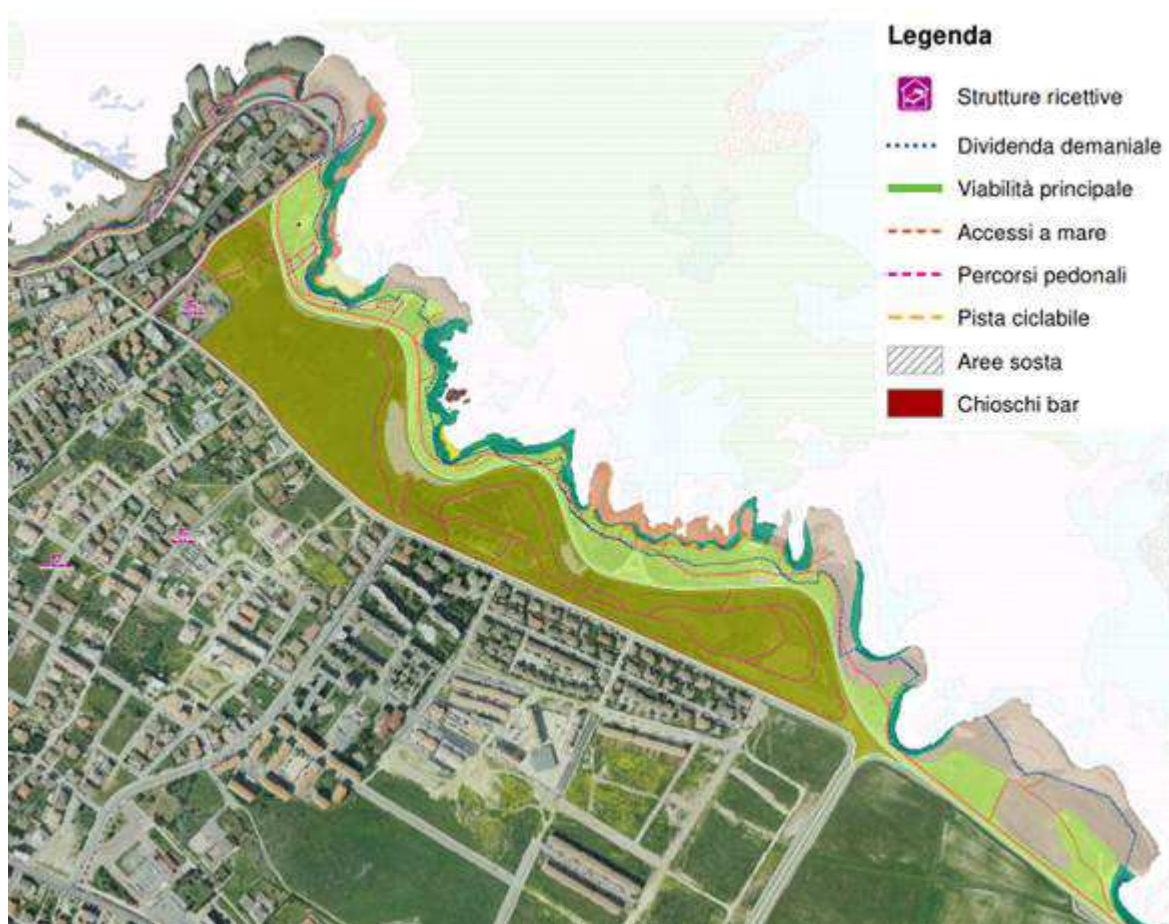 Legenda
Strutture ricettive
Dividenda demaniale
Viabilità principale
Accessi a mare
Percorsi pedonali
Pista ciclabile
Aree sosta
Chioschi bar